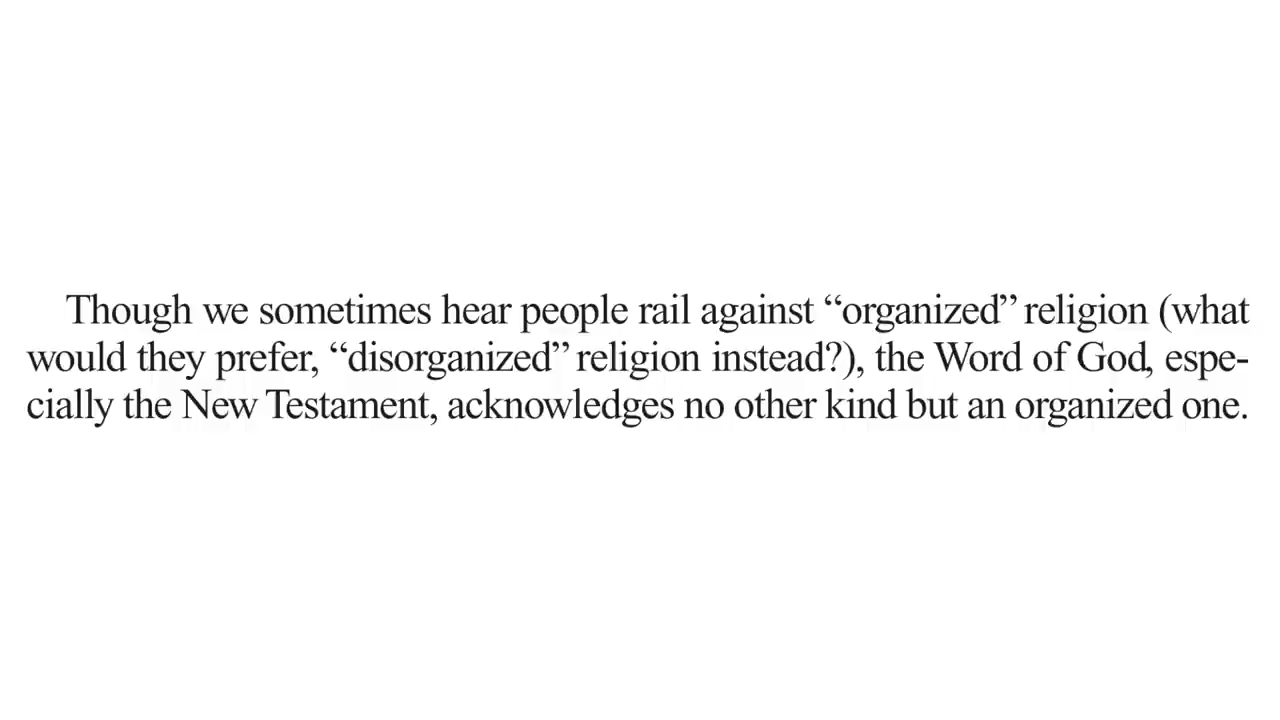 Though we sometimes hear people rail against “organized” religion (what
would they prefer, “disorganized” religion instead?), the Word of God, espe-
cially the New Testament, acknowledges no other kind but an organized one.